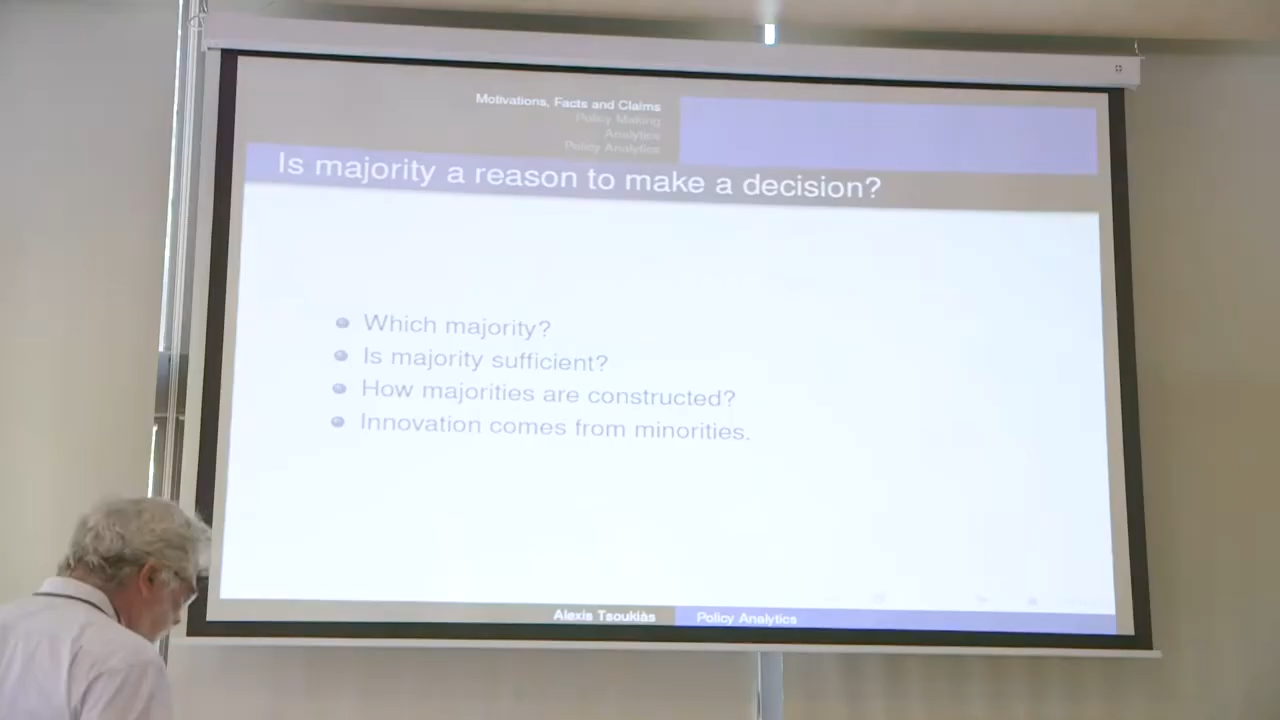 Motivations, Facts and Claims
Policy Making
Analytics
Policy Analytics
Is majority a reason to make a decision?
Which majority?
Is majority sufficient?
How majorities are constructed?
Innovation comes from minorities.
Alexis Tsoukiàs
Policy Analytics